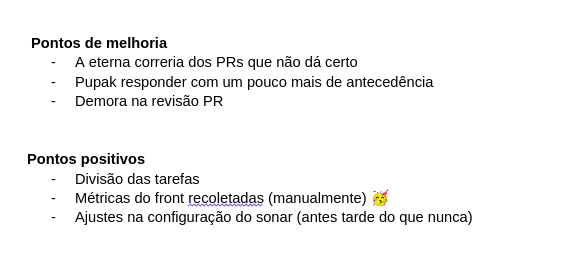 Pontos de melhoria
- A eterna correria dos PRs que não dá certo
- Pupak responder com um pouco mais de antecedência
- Demora na revisão PR
Pontos positivos
- Divisão das tarefas
- Métricas do front recoletadas (manualmente) 🥳
- Ajustes na configuração do sonar (antes tarde do que nunca)